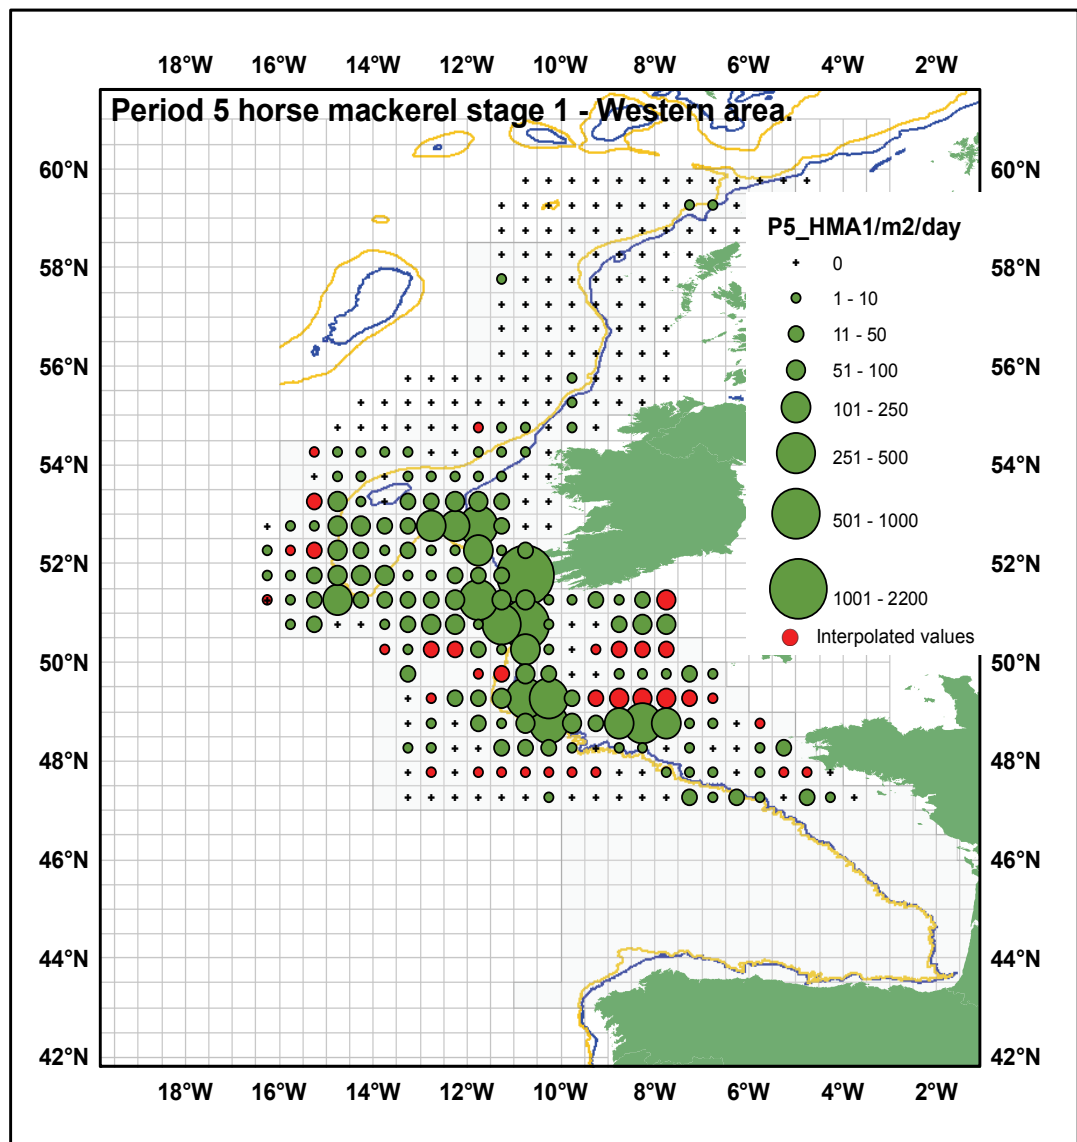 18°W 16°W 14°W 12°W 10°W 8°W 6°W 4°W 2°W
Period 5 horse mackerel stage 1 - Western area.
60°N 60°N
P5_HMA1/m2/day
0
58°N 58°N
1 - 10
11 - 50
56°N 56°N
51 - 100
101 - 250
54°N 54°N
251 - 500
501 - 1000
52°N 52°N
1001 - 2200
Interpolated values
50°N 50°N
48°N 48°N
46°N 46°N
44°N 44°N
42°N 42°N
18°W 16°W 14°W 12°W 10°W 8°W 6°W 4°W 2°W